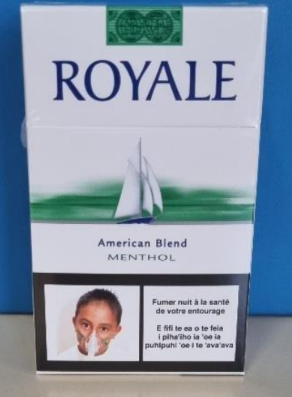 ROYALE
American Blend
MENTHOL
Fumer nuit à la santé
de votre entourage
E fifi te ea o te feia
i piha'iho ia 'oe ia
puhipuhi 'oe i te 'ava'ava